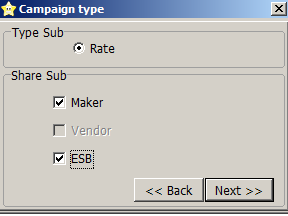 Campaign type
Type Sub
Rate
Share Sub
Maker
Vendor
ESB
<< Back Next >>